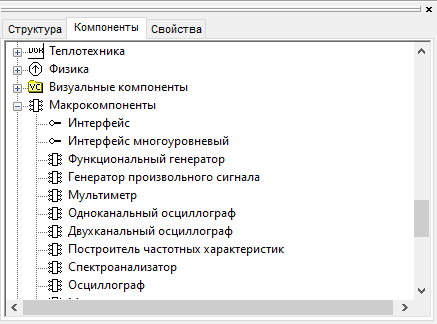 Структура Компоненты Свойства
Теплотехника
Физика
VC Визуальные компоненты
Макрокомпоненты
Интерфейс
Интерфейс многоуровневый
Функциональный генератор
Генератор произвольного сигнала
Мультиметр
Одноканальный осциллограф
Двухканальный осциллограф
Построитель частотных характеристик
Спектроанализатор
Осциллограф